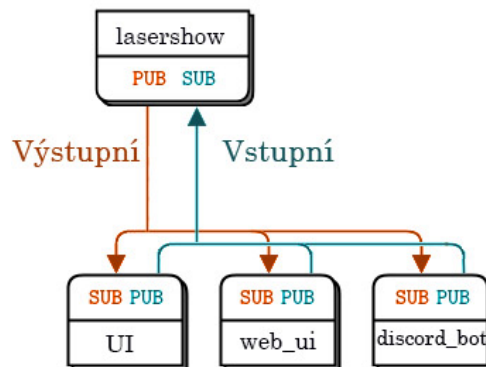 lasershow
PUB SUB
Výstupní Vstupní
SUB PUB SUB PUB SUB PUB
UI web_ui discord_bot